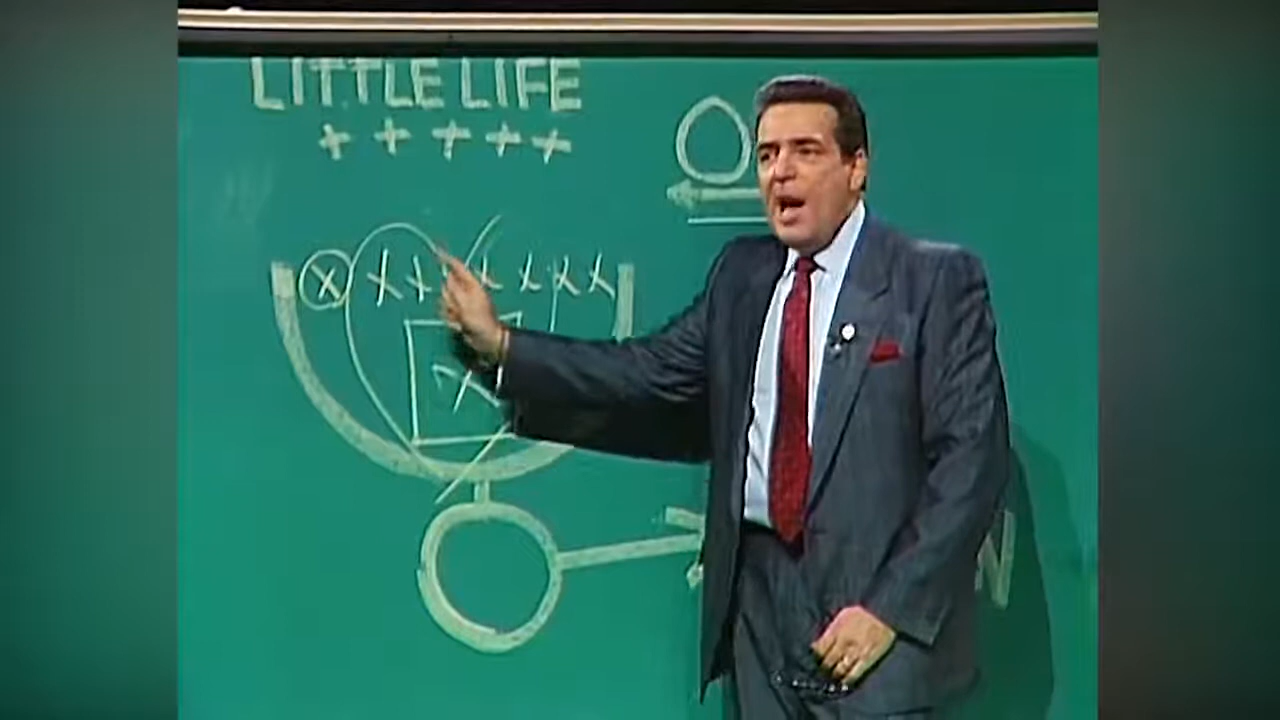 LITTLE LIFE
+ + + + +
X X X X X X X
X
N